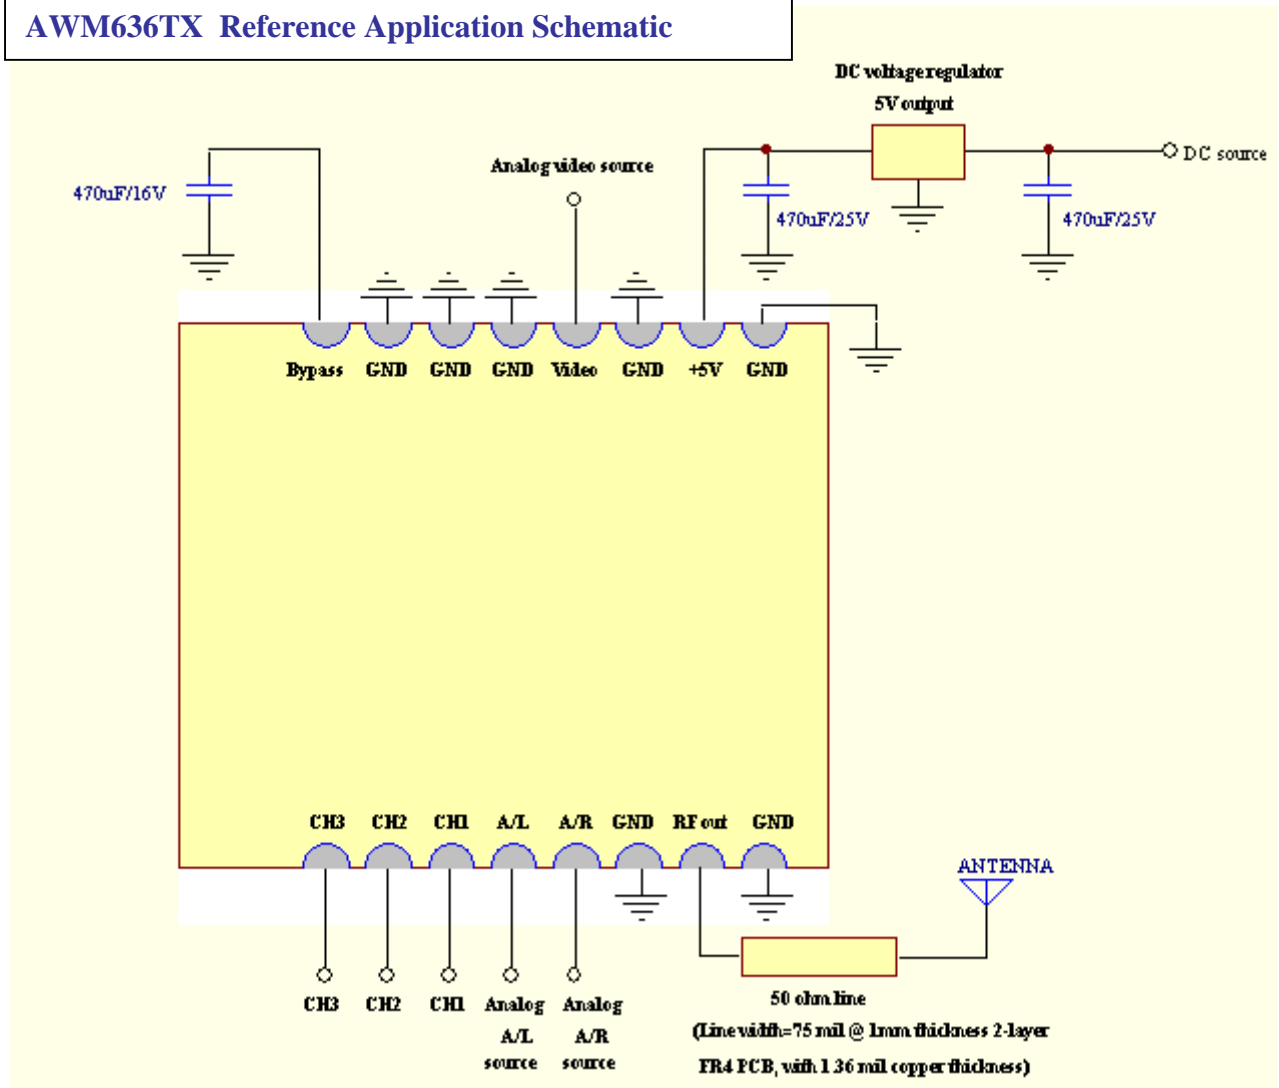 AWM636TX Reference Application Schematic
DC voltage regulator
5V output
Analog video source
DC source
470uF/16V
470uF/25V
470uF/25V
Bypass GND GND GND Video GND +5V GND
CH3 CH2 CH1 A/L A/R GND RF out GND
ANTENNA
CH3 CH2 CH1 Analog A/L source Analog A/R source
50 ohm line
(Line width=75 mil @ 1mm thickness 2-layer
FR4 PCB, with 1.36 mil copper thickness)